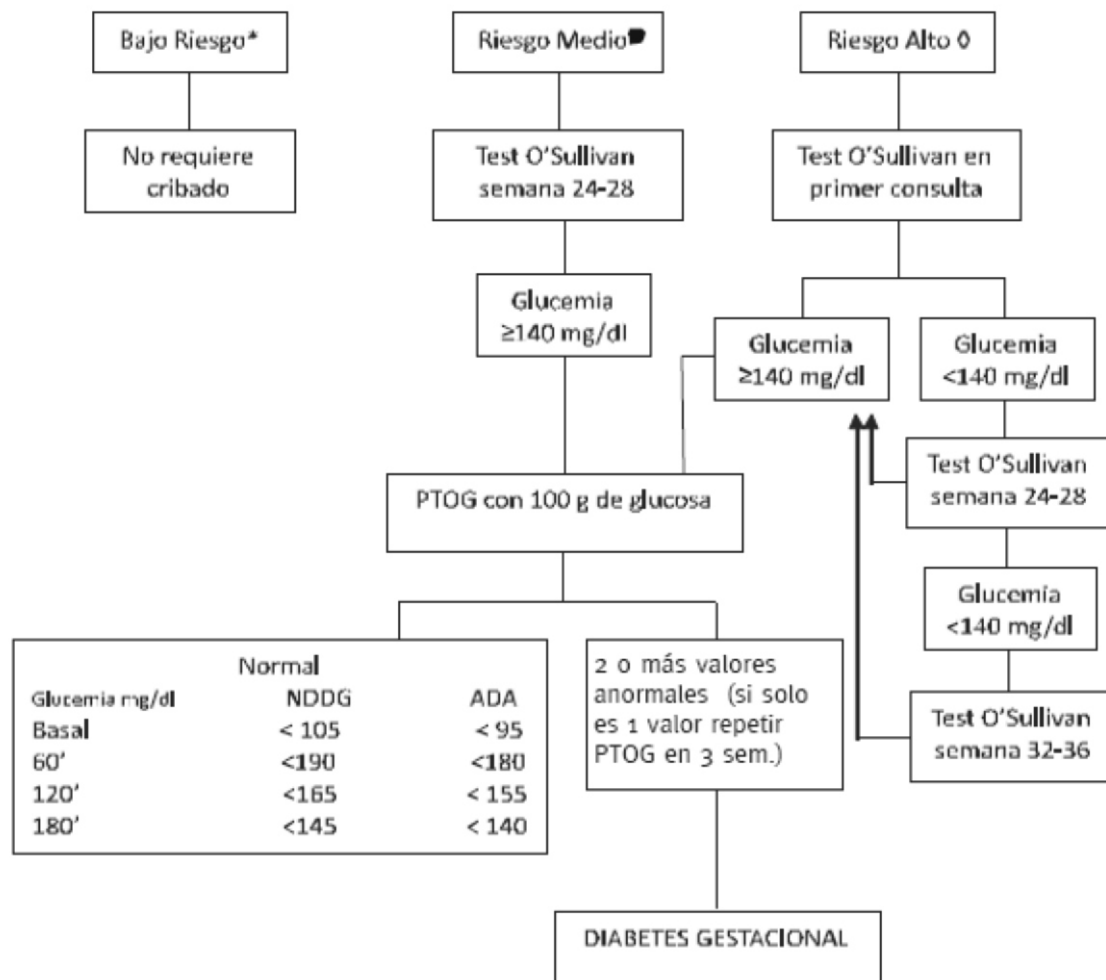 Bajo Riesgo*
Riesgo Medio
Riesgo Alto ◊
No requiere
cribado
Test O'Sullivan
semana 24-28
Test O'Sullivan en
primer consulta
Glucemia
≥140 mg/dl
Glucemia
≥140 mg/dl
Glucemia
<140 mg/dl
Test O'Sullivan
semana 24-28
PTOG con 100 g de glucosa
Glucemia
<140 mg/dl
Test O'Sullivan
semana 32-36
Normal
Glucemia mg/dl NDDG ADA
Basal < 105 < 95
60' <190 <180
120' <165 < 155
180' <145 < 140
2 o más valores
anormales (si solo
es 1 valor repetir
PTOG en 3 sem.)
DIABETES GESTACIONAL